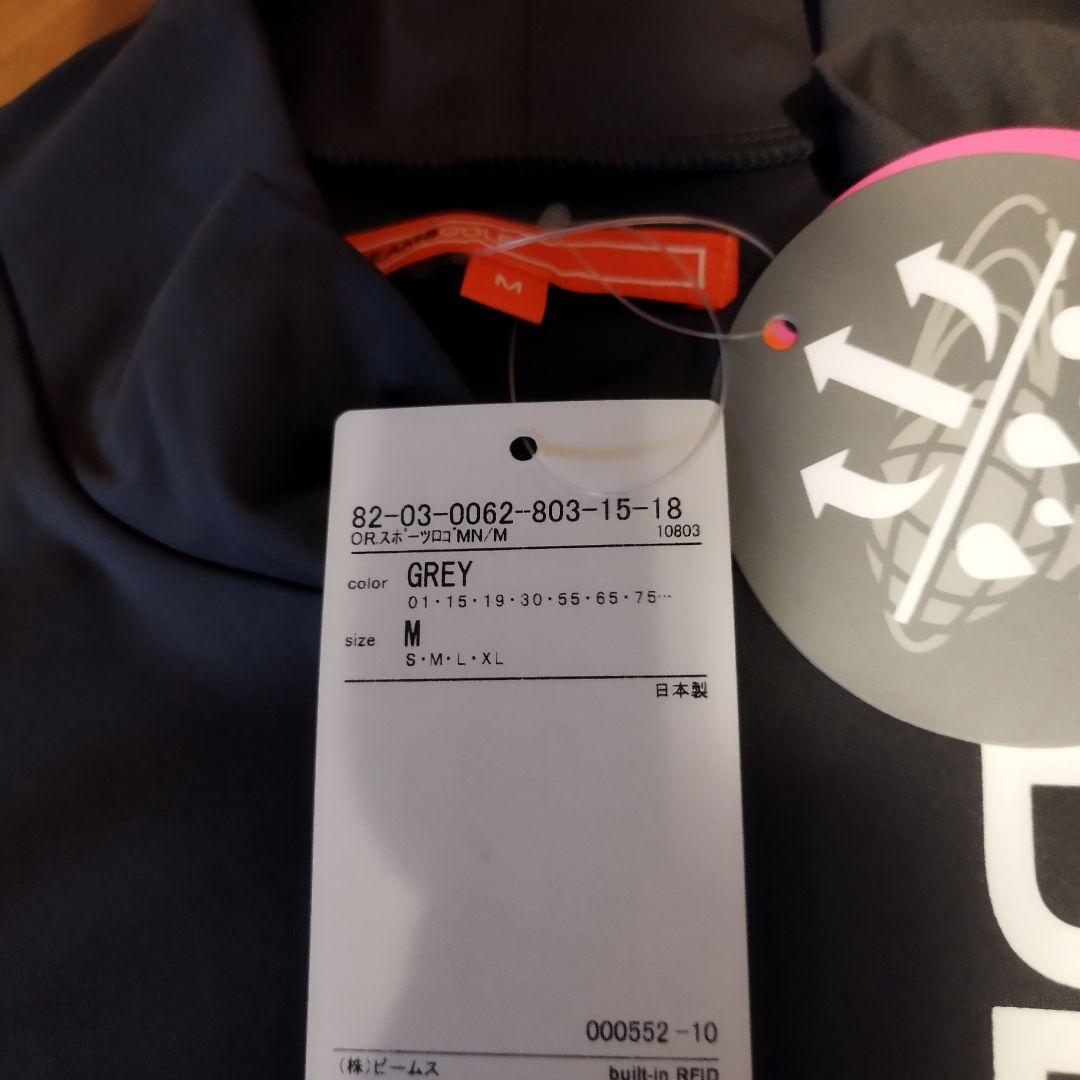 GOLF
M
82-03-0062-803-15-18
OR.スポーツロゴMN/M 10803
color GREY
01・15・19・30・55・65・75…
size M
S・M・L・XL
日本製
000552-10
(株)ビームス built-in RFID